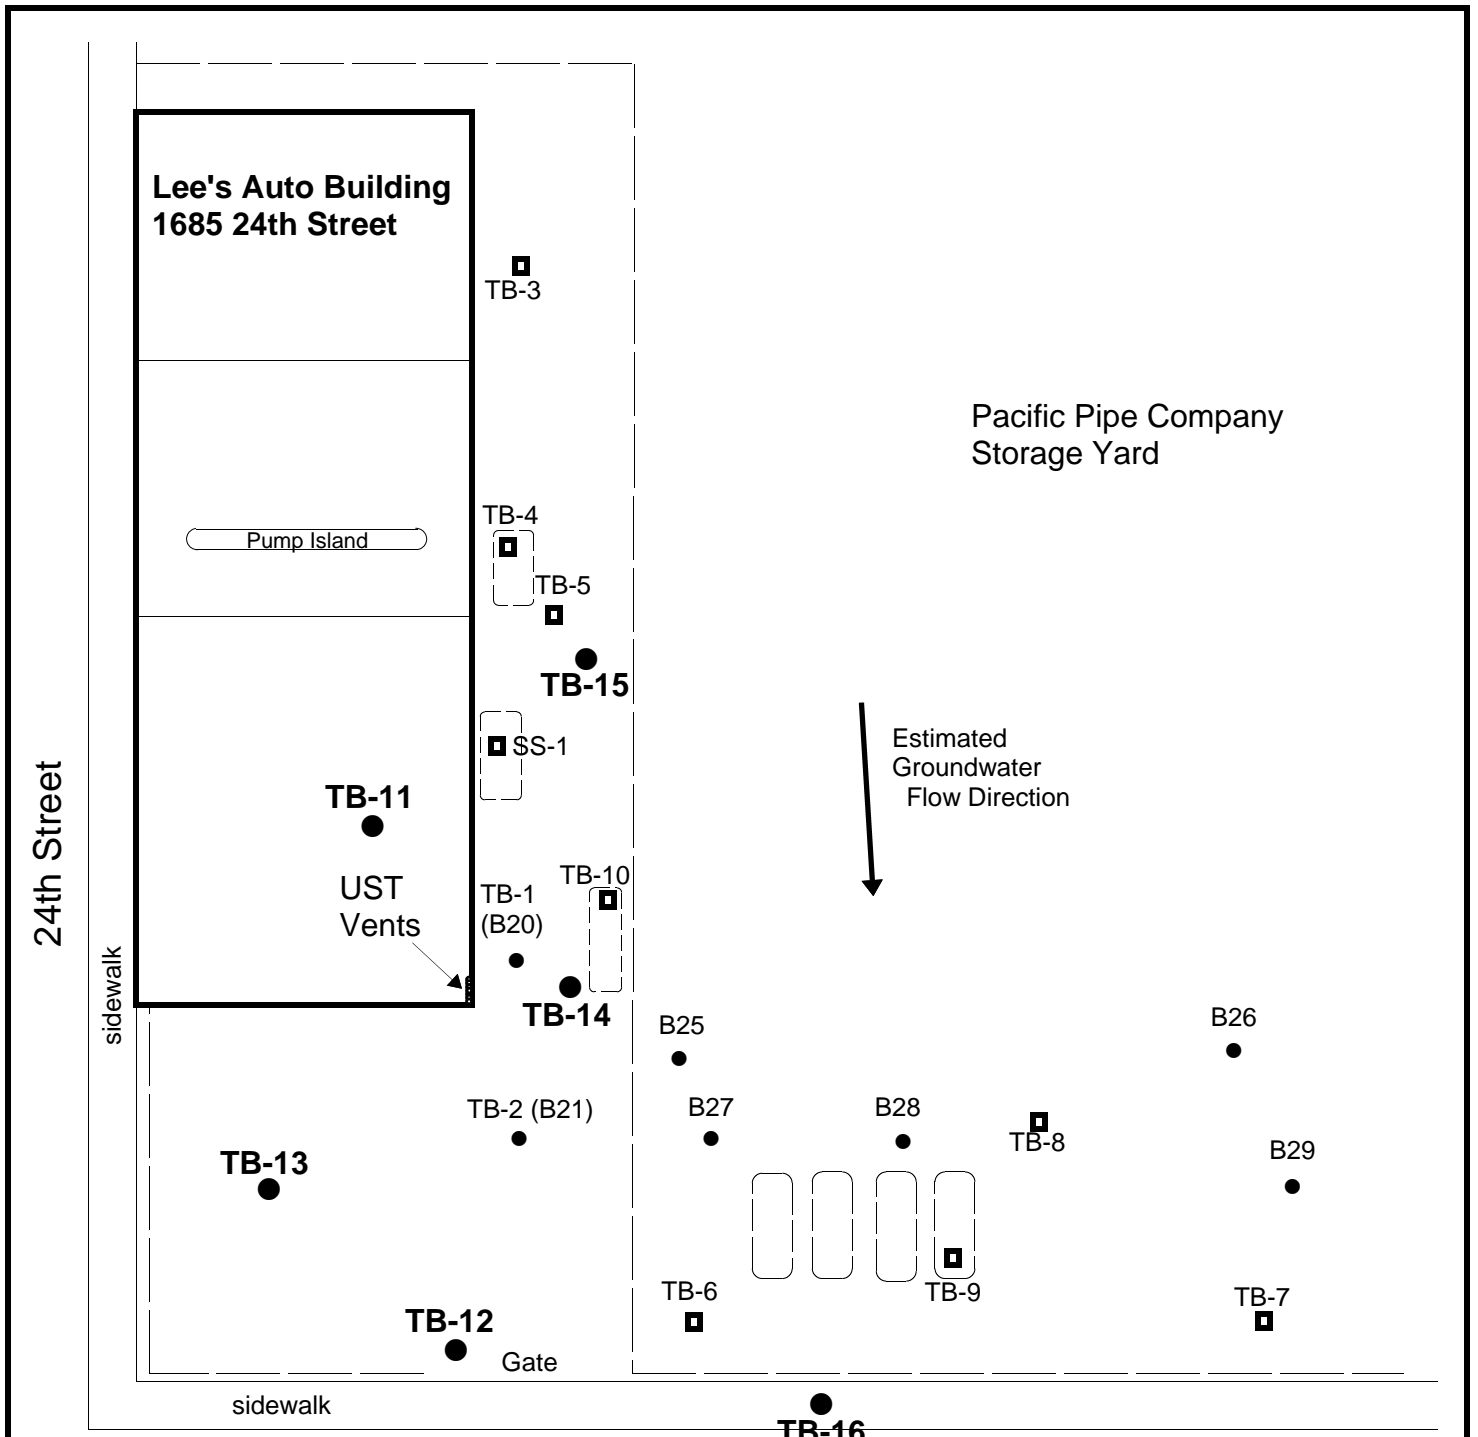 Lee's Auto Building
1685 24th Street
TB-3
Pacific Pipe Company
Storage Yard
TB-4
Pump Island
TB-5
TB-15
SS-1
Estimated
Groundwater
Flow Direction
TB-11
24th Street
UST
Vents
TB-1
(B20)
TB-10
sidewalk
TB-14
B25
B26
TB-2 (B21)
B27
B28
TB-8
TB-13
B29
TB-6
TB-9
TB-7
TB-12
Gate
sidewalk
TB-16